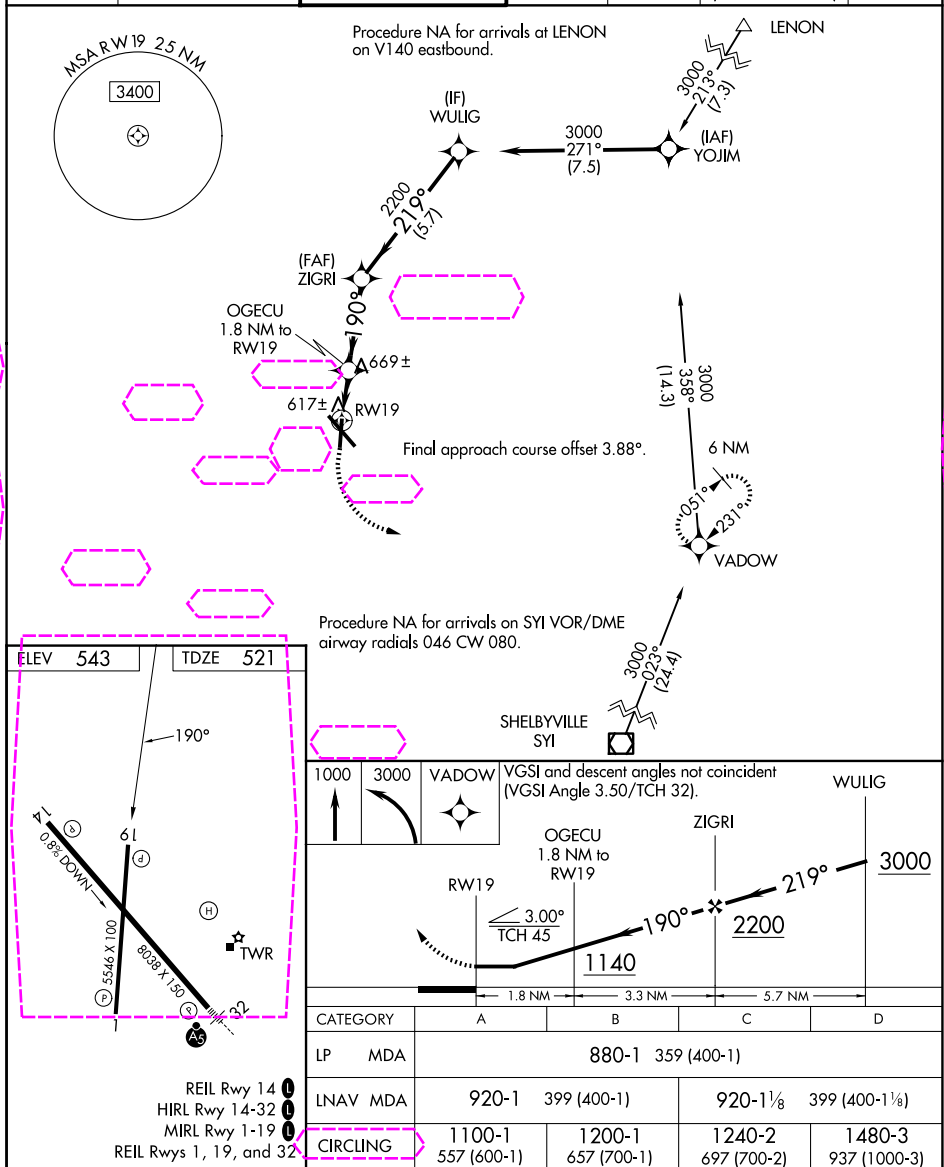 MSA RW 19 25 NM
3400
Procedure NA for arrivals at LENON
on V140 eastbound.
LENON
3000
213°
(7.3)
(IF)
WULIG
3000
271°
(7.5)
(IAF)
YOJIM
2200
219°
(5.7)
(FAF)
ZIGRI
190°
OGECU
1.8 NM to
RW19
669±
617±
RW19
Final approach course offset 3.88°.
3000
358°
(14.3)
6 NM
051°
231°
VADOW
Procedure NA for arrivals on SYI VOR/DME
airway radials 046 CW 080.
3000
023°
(24.4)
SHELBYVILLE
SYI
ELEV 543
TDZE 521
190°
14
P
19
P
0.8% DOWN
H
TWR
5546 X 100
8038 X 150
P
P
1
32
A5
REIL Rwy 14 L
HIRL Rwy 14-32 L
MIRL Rwy 1-19 L
REIL Rwys 1, 19, and 32
1000
3000
VADOW
VGSI and descent angles not coincident
(VGSI Angle 3.50/TCH 32).
WULIG
ZIGRI
OGECU
1.8 NM to
RW19
RW19
3.00°
TCH 45
190°
219°
3000
2200
1140
1.8 NM
3.3 NM
5.7 NM
CATEGORY A B C D
LP MDA 880-1 359 (400-1)
LNAV MDA 920-1 399 (400-1) 920-1⅛ 399 (400-1⅛)
CIRCLING 1100-1 1200-1 1240-2 1480-3
557 (600-1) 657 (700-1) 697 (700-2) 937 (1000-3)